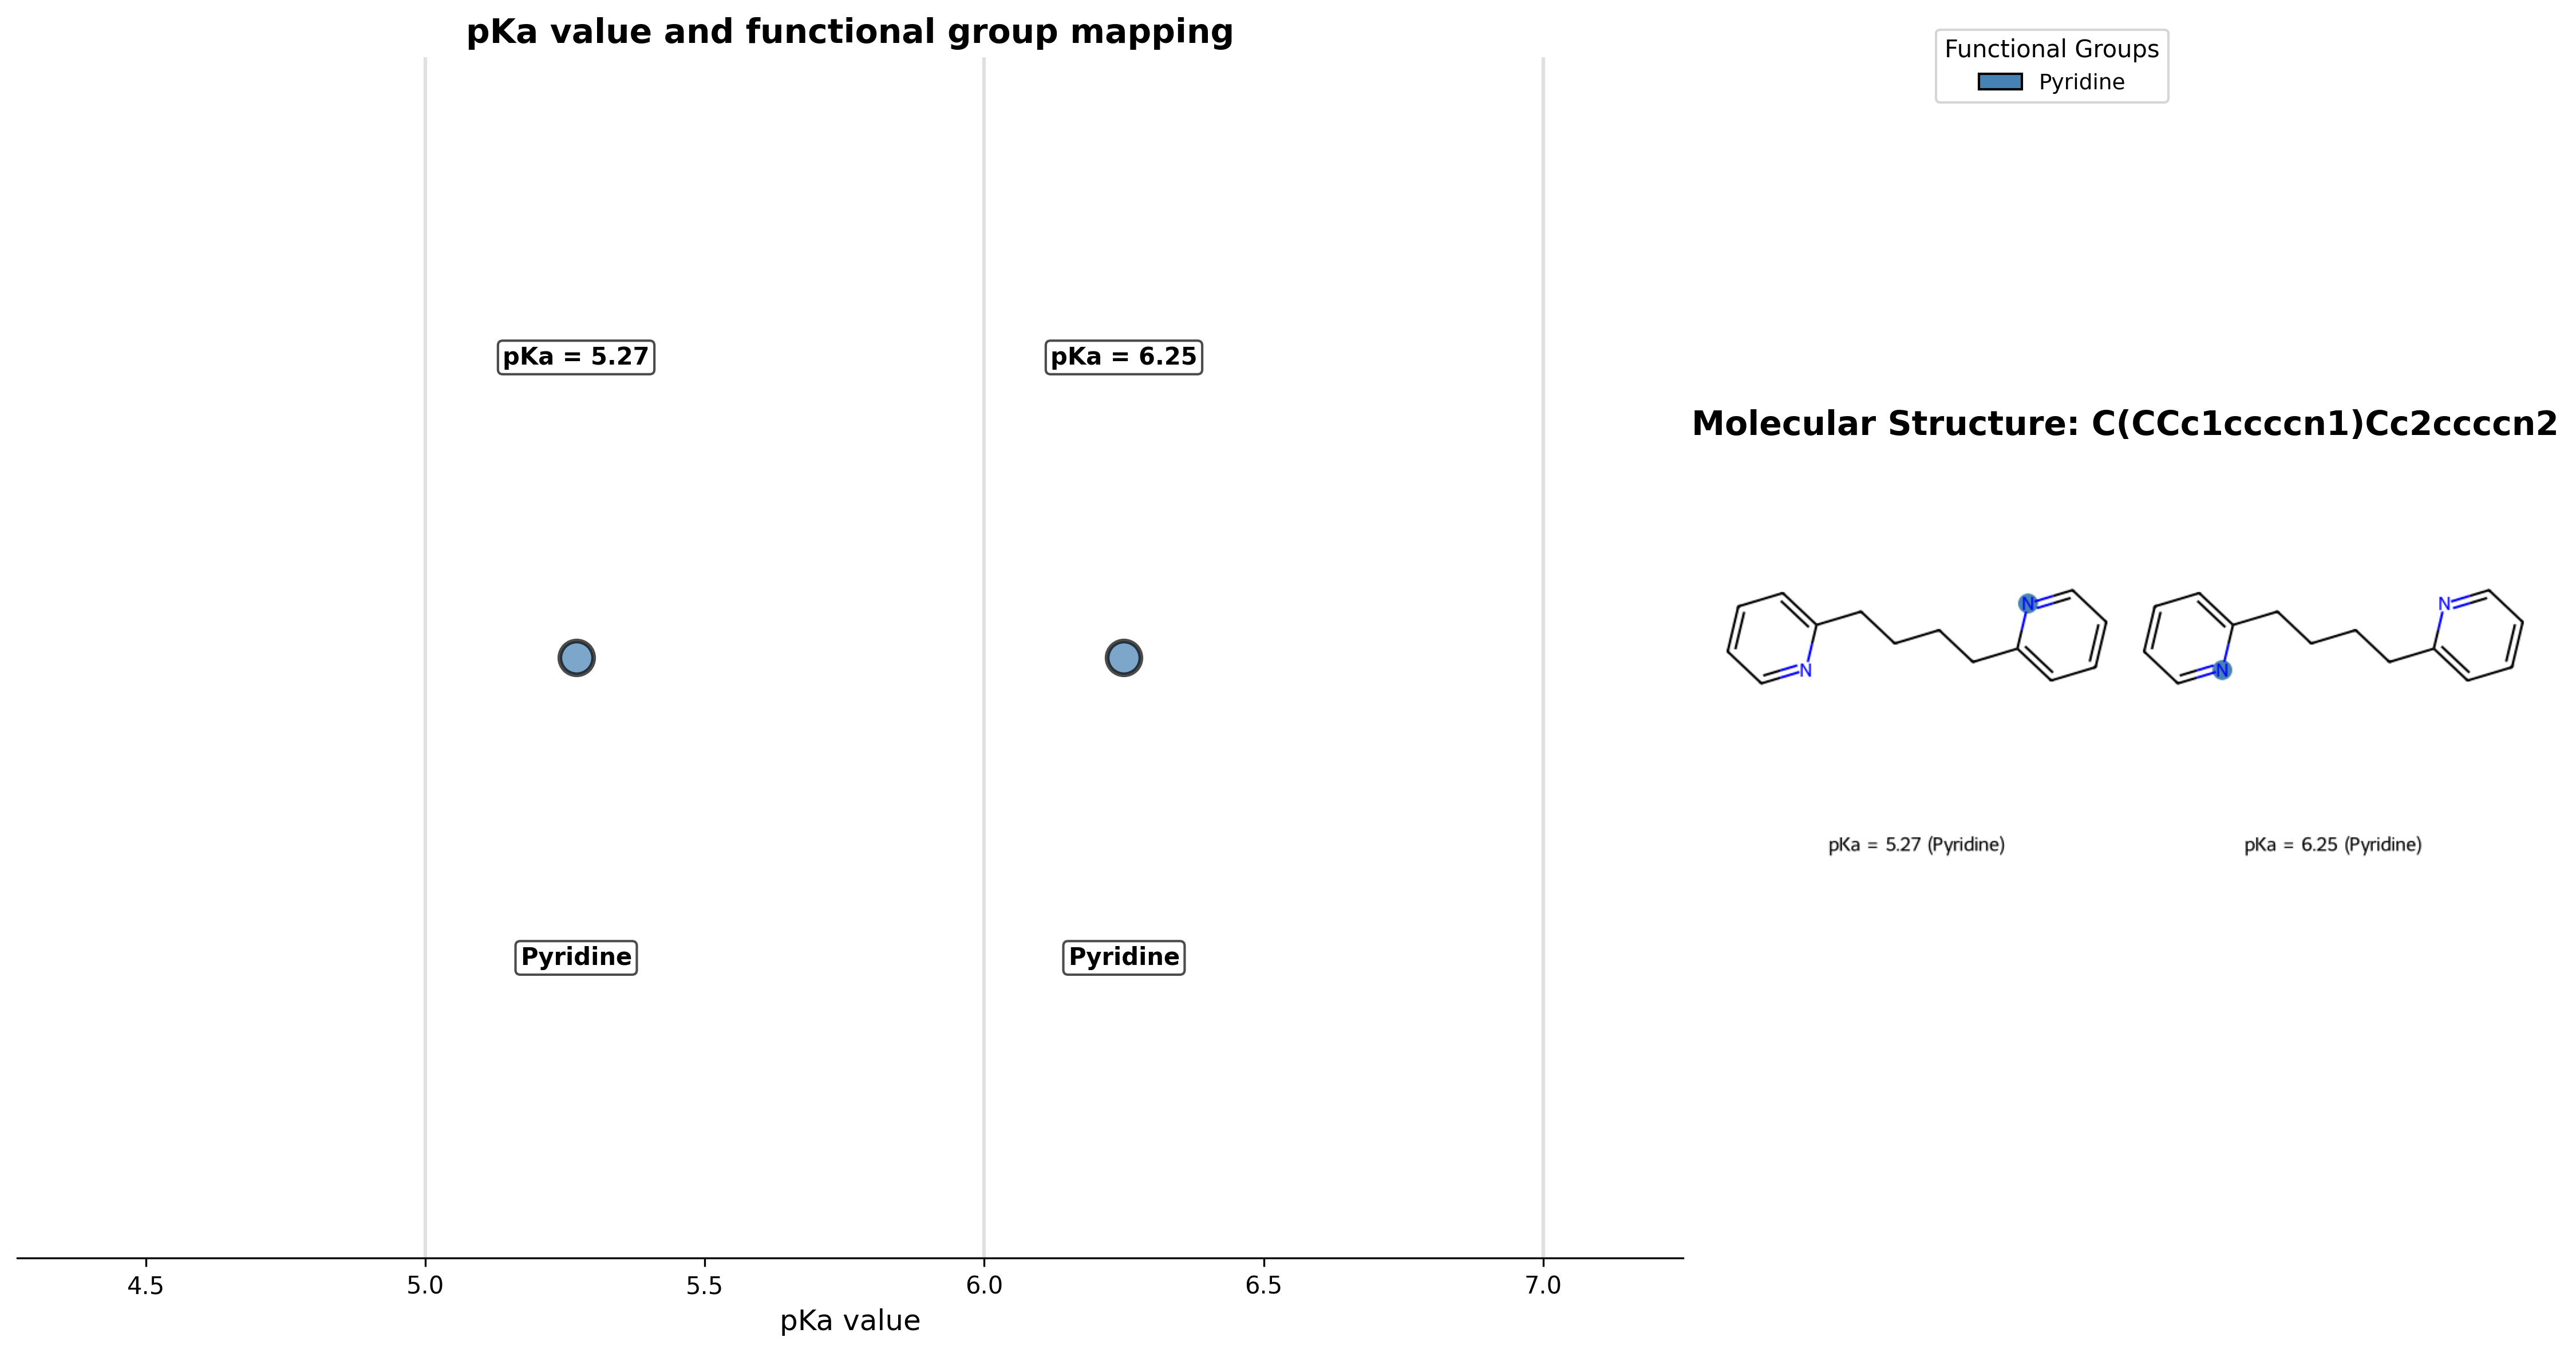 pKa value and functional group mapping
pKa = 5.27
pKa = 6.25
Pyridine
Pyridine
4.5
5.0
5.5
6.0
6.5
7.0
pKa value
Functional Groups
Pyridine
Molecular Structure: C(CCc1ccccn1)Cc2ccccn2
N
N
N
N
pKa = 5.27 (Pyridine)
pKa = 6.25 (Pyridine)